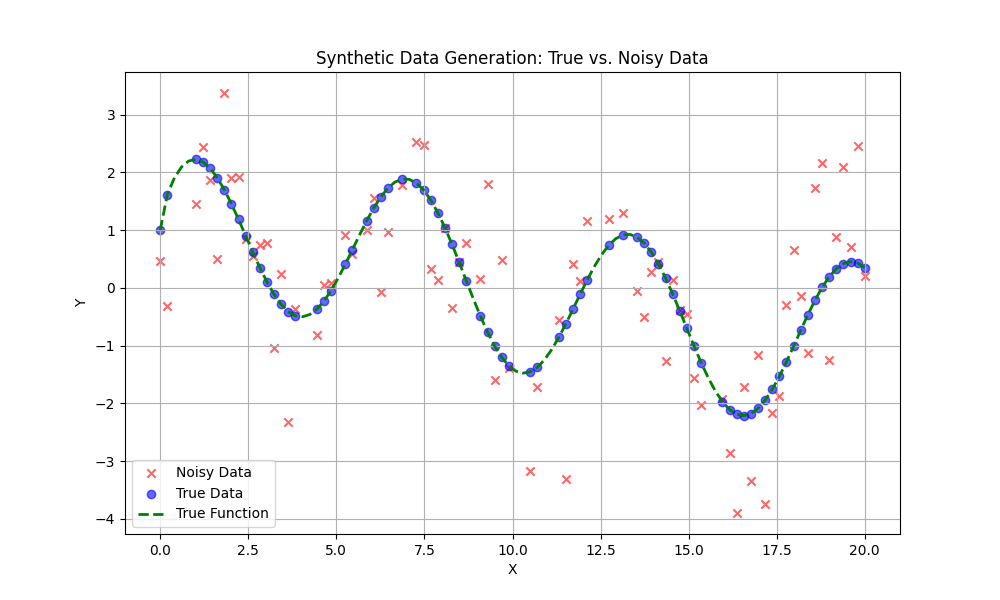 Synthetic Data Generation: True vs. Noisy Data
Y
3
2
1
0
−1
−2
−3
−4
Noisy Data
True Data
True Function
0.0 2.5 5.0 7.5 10.0 12.5 15.0 17.5 20.0
X